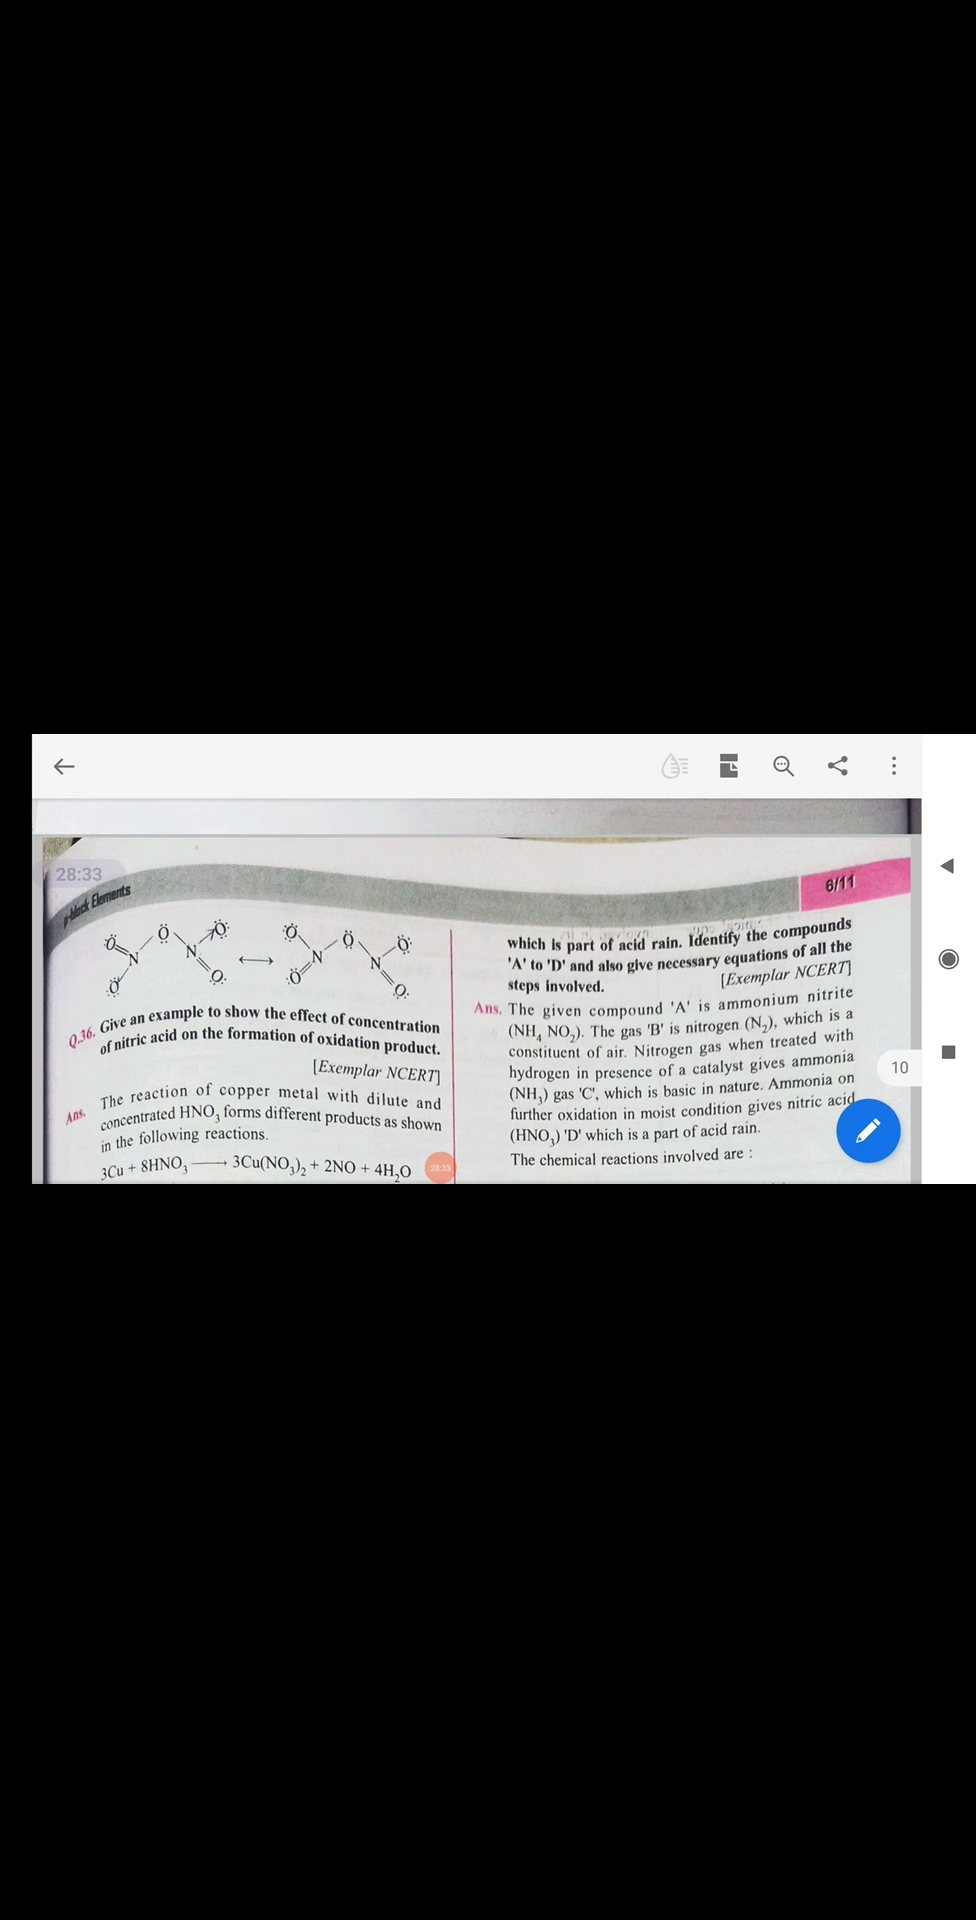 28:33
p-block Elements
6/11
Q.36. Give an example to show the effect of concentration
of nitric acid on the formation of oxidation product.
[Exemplar NCERT]
Ans. The reaction of copper metal with dilute and
concentrated HNO₃ forms different products as shown
in the following reactions.
3Cu + 8HNO₃ ⟶ 3Cu(NO₃)₂ + 2NO + 4H₂O
28:33
which is part of acid rain. Identify the compounds
'A' to 'D' and also give necessary equations of all the
steps involved.
[Exemplar NCERT]
Ans. The given compound 'A' is ammonium nitrite
(NH₄ NO₂). The gas 'B' is nitrogen (N₂), which is a
constituent of air. Nitrogen gas when treated with
hydrogen in presence of a catalyst gives ammonia
(NH₃) gas 'C', which is basic in nature. Ammonia on
further oxidation in moist condition gives nitric acid
(HNO₃) 'D' which is a part of acid rain.
The chemical reactions involved are :
10